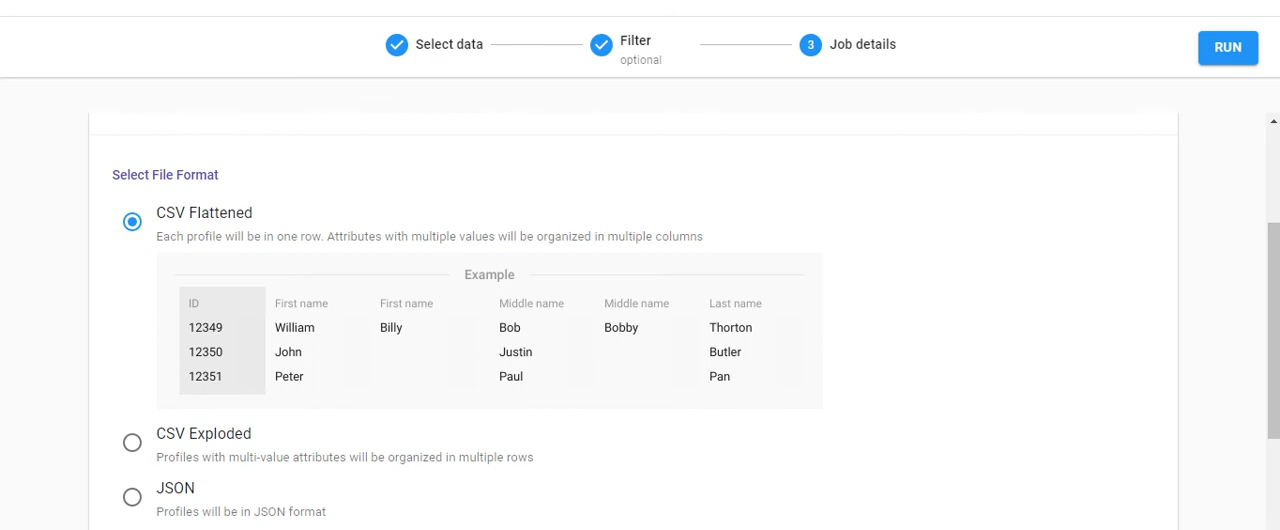 Select data
Filter
optional
3 Job details
RUN
Select File Format
CSV Flattened
Each profile will be in one row. Attributes with multiple values will be organized in multiple columns
Example
ID First name First name Middle name Middle name Last name
12349 William Billy Bob Bobby Thorton
12350 John Justin Butler
12351 Peter Paul Pan
CSV Exploded
Profiles with multi-value attributes will be organized in multiple rows
JSON
Profiles will be in JSON format